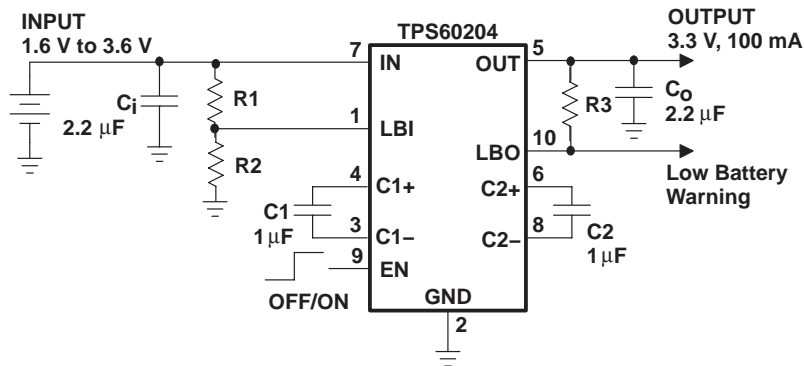 INPUT
1.6 V to 3.6 V
TPS60204
OUTPUT
3.3 V, 100 mA
7
IN
OUT
5
Ci
2.2 µF
R1
R2
R3
Co
2.2 µF
1
LBI
LBO
10
Low Battery
Warning
4
C1+
C2+
6
C1
1 µF
3
C1−
C2−
8
C2
1 µF
9
EN
OFF/ON
GND
2